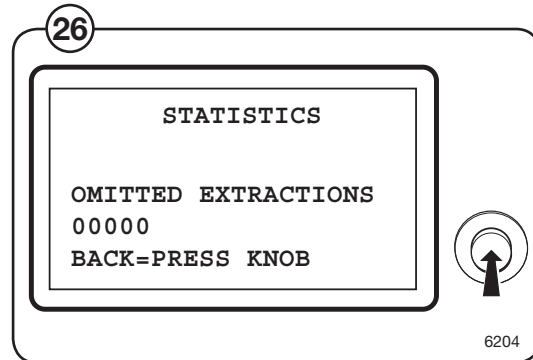 26
STATISTICS
OMITTED EXTRACTIONS
00000
BACK=PRESS KNOB
6204